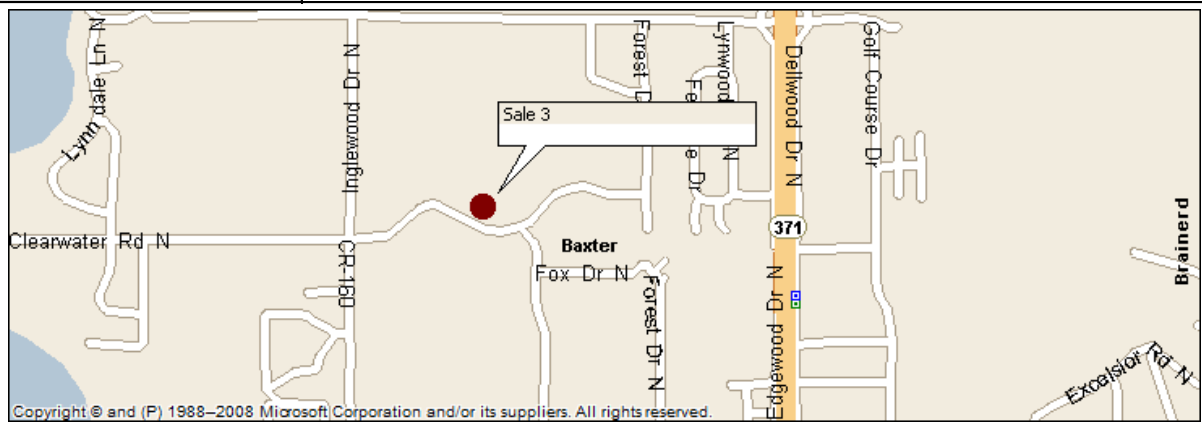 Lynn dale Ln N
Inglewood Dr N
Forest D
Lynwood N
Fe e Dr
Dellwood Dr N
Golf Course Dr
Sale 3
371
Clearwater Rd N
CR-160
Baxter
Fox Dr N
Forest Dr N
Edgewood Dr N
Brainerd
Excelsior Rd N
Copyright © and (P) 1988–2008 Microsoft Corporation and/or its suppliers. All rights reserved.